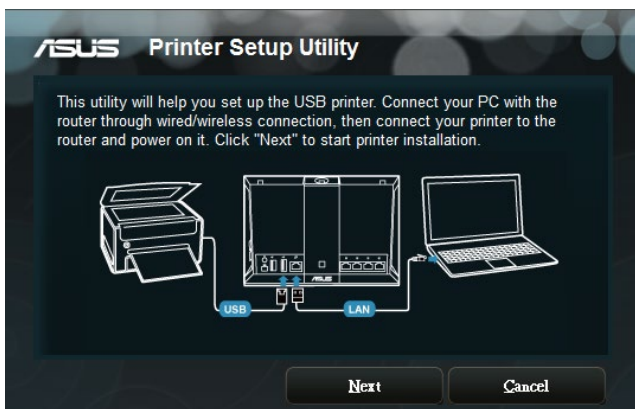 ASUS Printer Setup Utility
This utility will help you set up the USB printer. Connect your PC with the
router through wired/wireless connection, then connect your printer to the
router and power on it. Click "Next" to start printer installation.
ASUS
USB
LAN
Next
Cancel